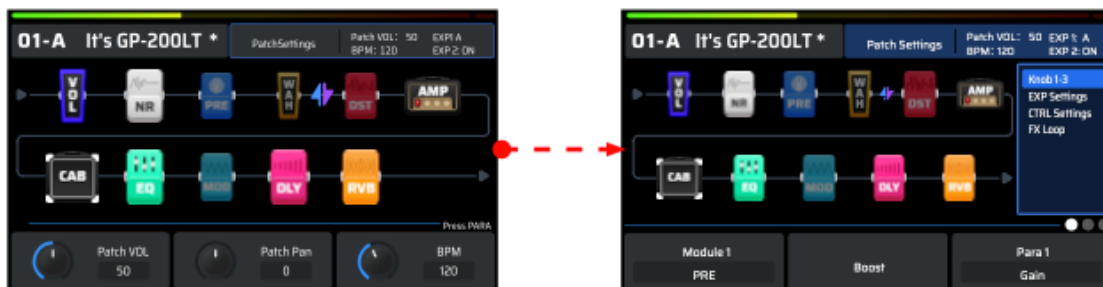 01-A It's GP-200LT *
PatchSettings
Patch VOL: 50 EXP1 A
BPM: 120 EXP 2: ON
VOL
NR
PRE
WAH
DST
AMP
CAB
EQ
MOD
DLY
RVB
Press PARA
Patch VOL
50
Patch Pan
0
BPM
120
01-A It's GP-200LT *
Patch Settings
Patch VOL: 50 EXP 1: A
BPM: 120 EXP 2: ON
VOL
NR
PRE
WAH
DST
AMP
Knob 1-3
EXP Settings
CTRL Settings
FX Loop
CAB
EQ
MOD
DLY
RVB
Module 1
PRE
Boost
Para 1
Gain